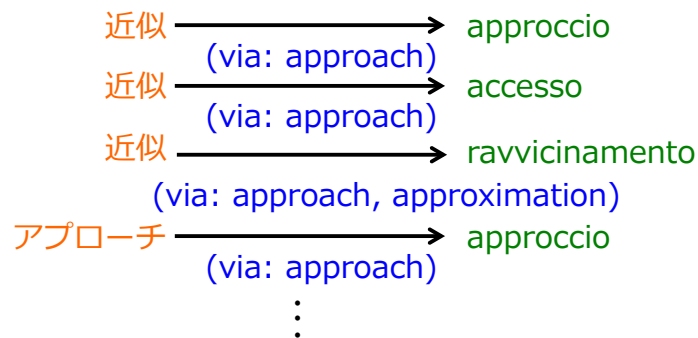 近似 approccio
(via: approach)
近似 accesso
(via: approach)
近似 ravvicinamento
(via: approach, approximation)
アプローチ approccio
(via: approach)
⋮